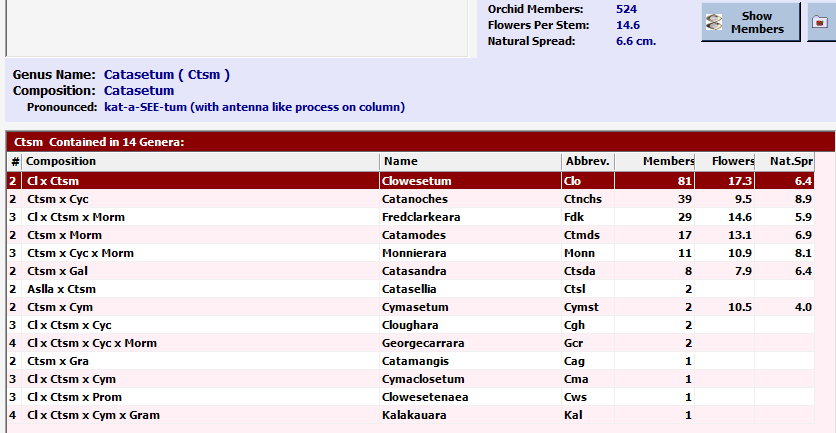 Orchid Members: 524
Flowers Per Stem: 14.6
Natural Spread: 6.6 cm.
Show Members
Genus Name: Catasetum ( Ctsm )
Composition: Catasetum
Pronounced: kat-a-SEE-tum (with antenna like process on column)
Ctsm Contained in 14 Genera:
# Composition Name Abbrev. Members Flowers Nat.Spr
2 Cl x Ctsm Clowesetum Clo 81 17.3 6.4
2 Ctsm x Cyc Catanoches Ctnchs 39 9.5 8.9
3 Cl x Ctsm x Morm Fredclarkeara Fdk 29 14.6 5.9
2 Ctsm x Morm Catamodes Ctmds 17 13.1 6.9
3 Ctsm x Cyc x Morm Monnierara Monn 11 10.9 8.1
2 Ctsm x Gal Catasandra Ctsda 8 7.9 6.4
2 Aslla x Ctsm Catasellia Ctsl 2
2 Ctsm x Cym Cymasetum Cymst 2 10.5 4.0
3 Cl x Ctsm x Cyc Cloughara Cgh 2
4 Cl x Ctsm x Cyc x Morm Georgecarrara Gcr 2
2 Ctsm x Gra Catamangis Cag 1
3 Cl x Ctsm x Cym Cymaclosetum Cma 1
3 Cl x Ctsm x Prom Clowesetenaea Cws 1
4 Cl x Ctsm x Cym x Gram Kalakauara Kal 1